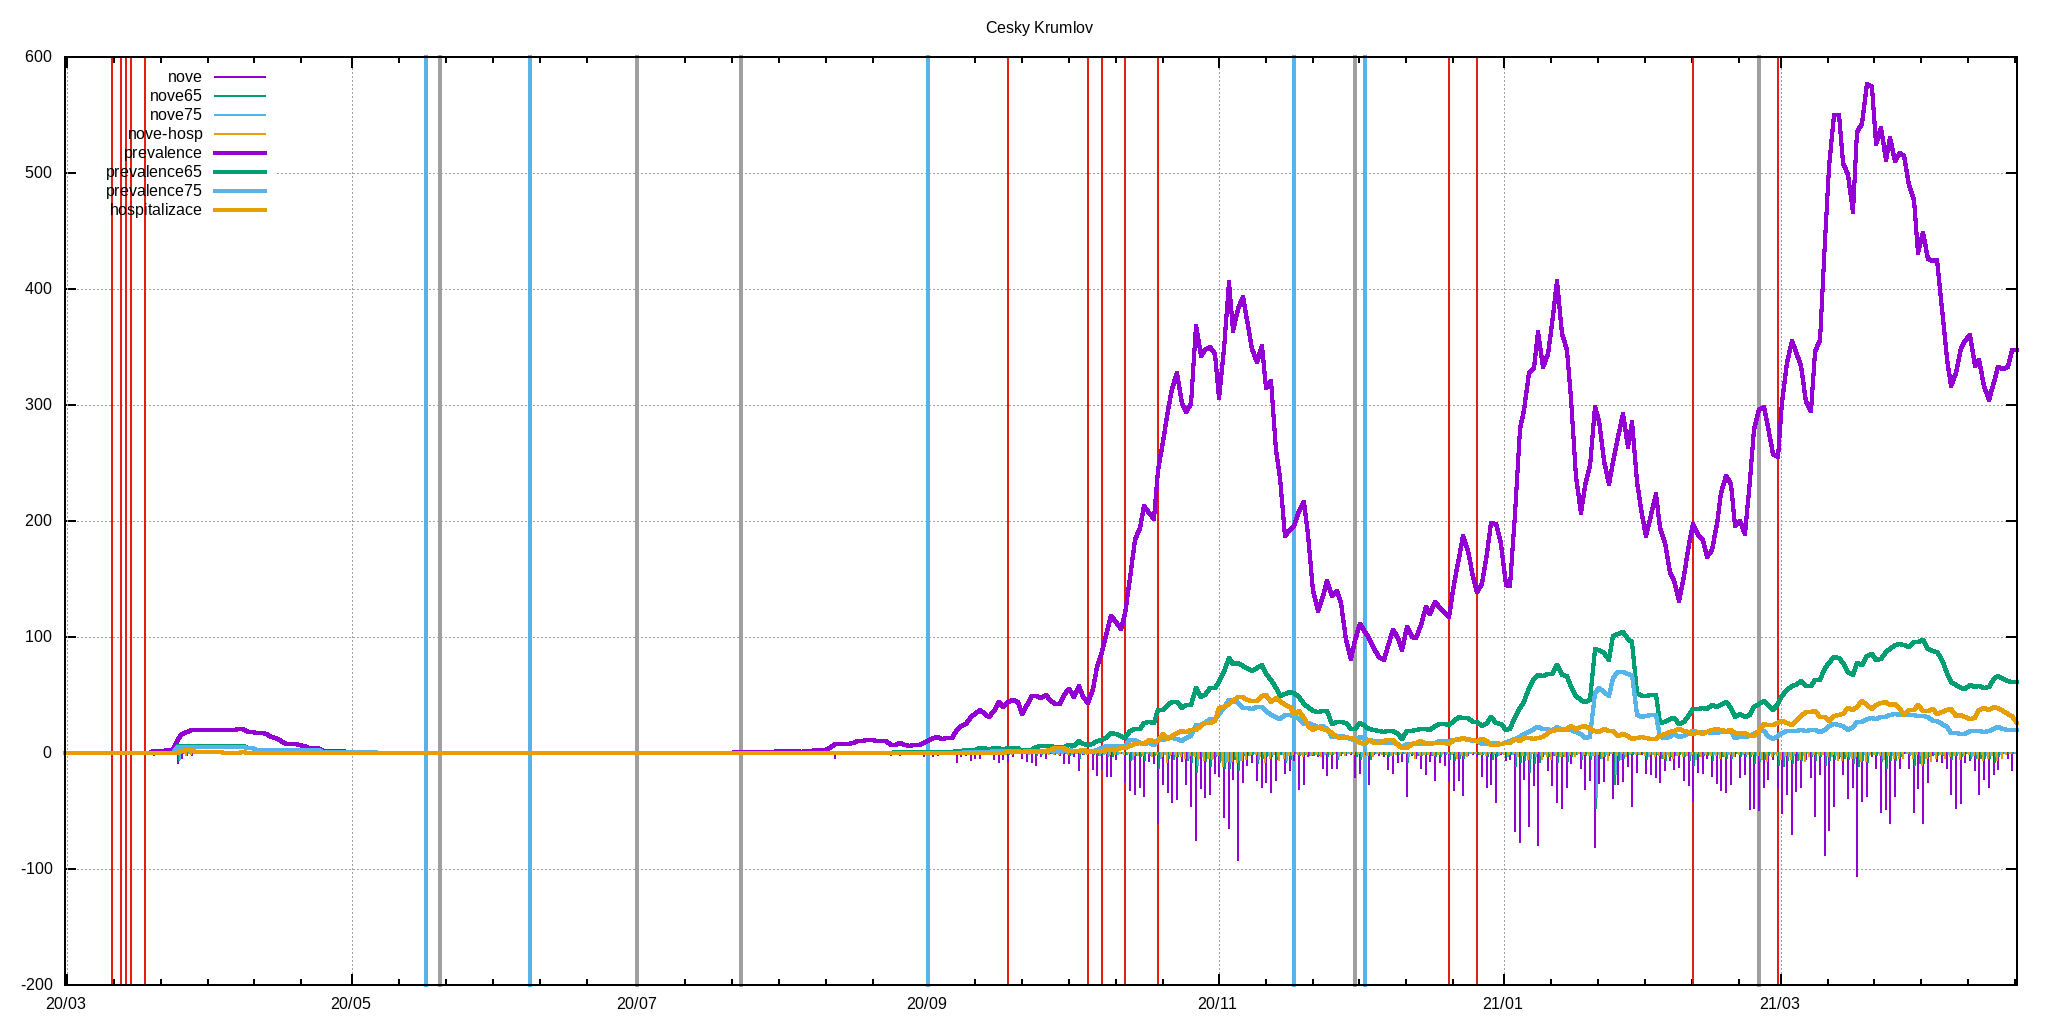 Cesky Krumlov
600
500
400
300
200
100
0
-100
-200
nove
nove65
nove75
nove-hosp
prevalence
prevalence65
prevalence75
hospitalizace
20/03 20/05 20/07 20/09 20/11 21/01 21/03